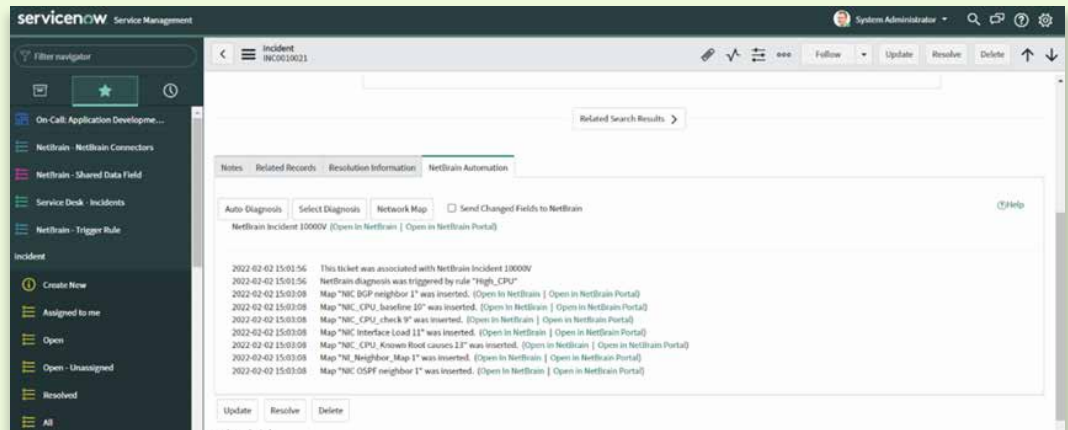 servicenow Service Management
System Administrator
Filter navigator
Incident
INC0010021
Follow
Update
Resolve
Delete
On-Call: Application Developme...
NetBrain - NetBrain Connectors
NetBrain - Shared Data Field
Service Desk - Incidents
NetBrain - Trigger Rule
Incident
Create New
Assigned to me
Open
Open - Unassigned
Resolved
All
Related Search Results
Notes Related Records Resolution Information NetBrain Automation
Auto Diagnosis Select Diagnosis Network Map Send Changed Fields to NetBrain
Help
NetBrain Incident 10000V (Open In NetBrain | Open in NetBrain Portal)
2022-02-02 15:01:56 This ticket was associated with NetBrain Incident 10000V
2022-02-02 15:01:56 NetBrain diagnosis was triggered by rule "High_CPU"
2022-02-02 15:03:08 Map "NIC BGP neighbor 1" was inserted. (Open In NetBrain | Open in NetBrain Portal)
2022-02-02 15:03:08 Map "NIC_CPU_baseline 10" was inserted. (Open In NetBrain | Open in NetBrain Portal)
2022-02-02 15:03:08 Map "NIC_CPU_check 9" was inserted. (Open In NetBrain | Open in NetBrain Portal)
2022-02-02 15:03:08 Map "NIC Interface Load 11" was inserted. (Open In NetBrain | Open in NetBrain Portal)
2022-02-02 15:03:08 Map "NIC_CPU_Known Root causes 13" was inserted. (Open In NetBrain | Open in NetBrain Portal)
2022-02-02 15:03:08 Map "NI_Neighbor_Map 1" was inserted. (Open In NetBrain | Open in NetBrain Portal)
2022-02-02 15:03:08 Map "NIC OSPF neighbor 1" was inserted. (Open In NetBrain | Open in NetBrain Portal)
Update Resolve Delete